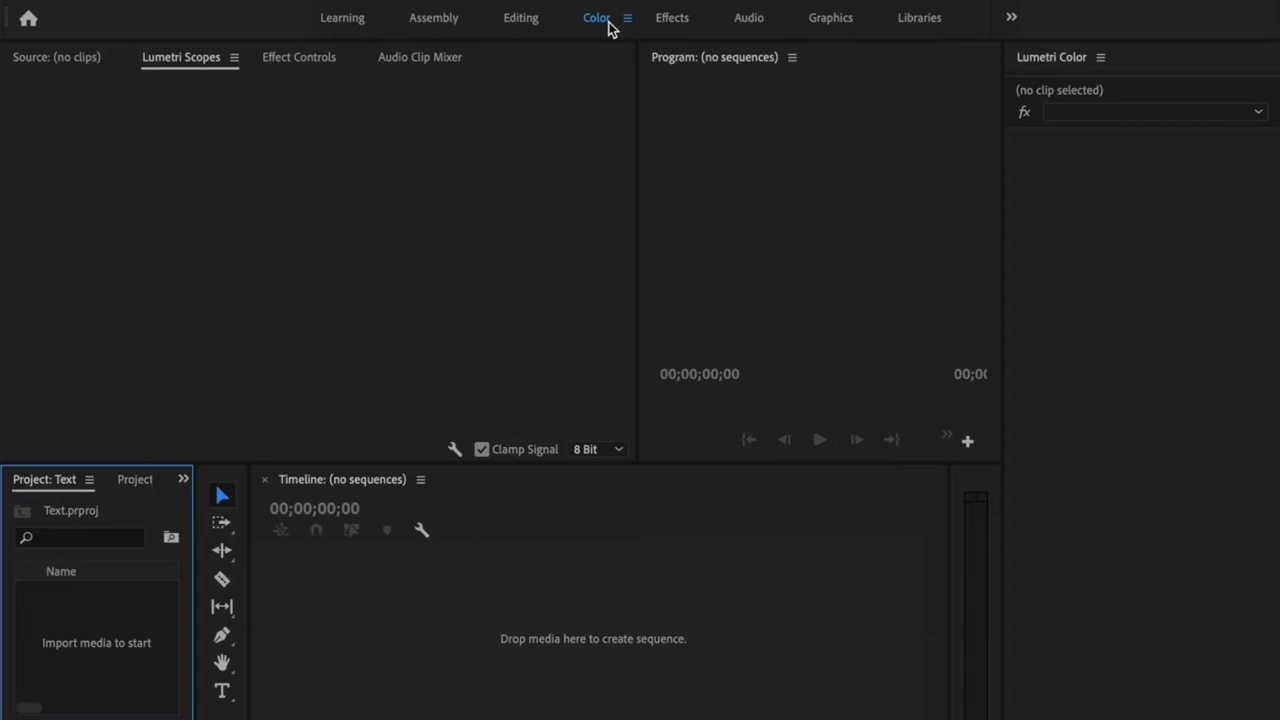 Learning Assembly Editing Color Effects Audio Graphics Libraries
Source: (no clips) Lumetri Scopes Effect Controls Audio Clip Mixer
Program: (no sequences)
Lumetri Color
(no clip selected)
fx
00;00;00;00 00;0(
Clamp Signal 8 Bit
Project: Text Project
Timeline: (no sequences)
00;00;00;00
Text.prproj
Name
Import media to start
Drop media here to create sequence.